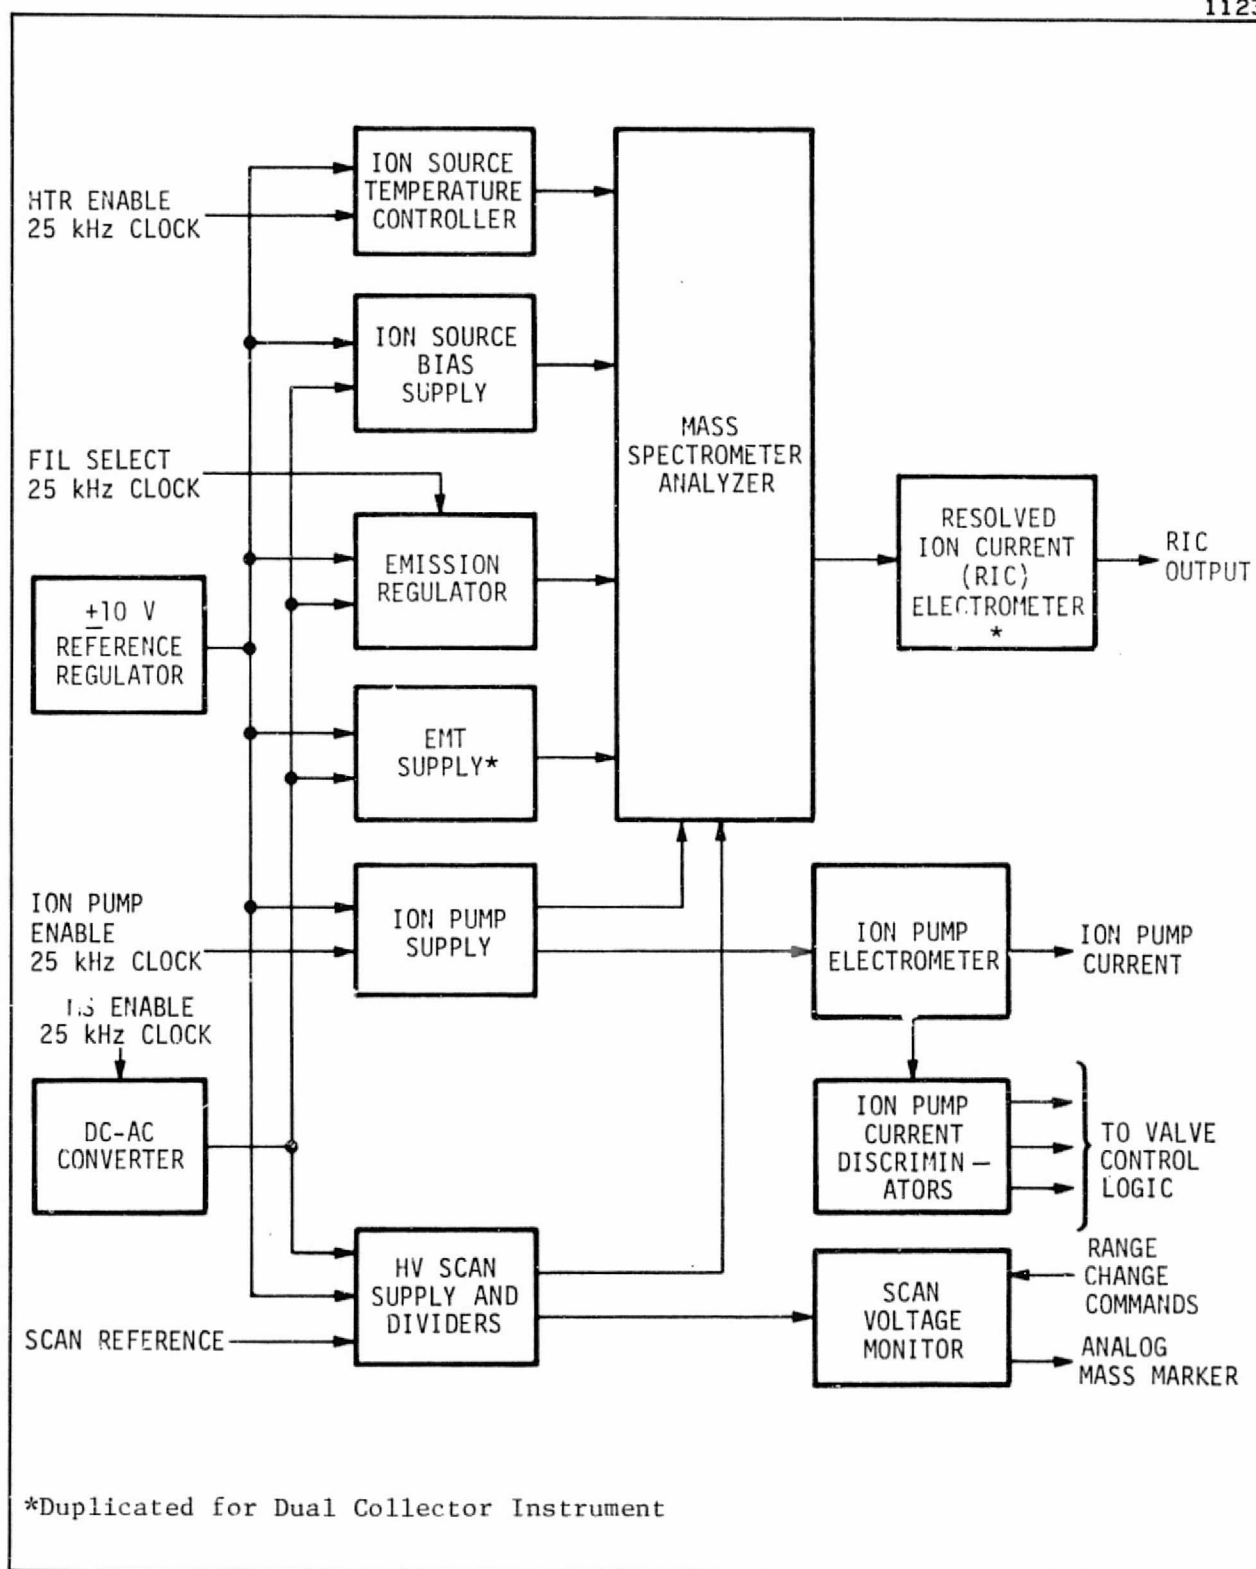 1123
ION SOURCE
TEMPERATURE
CONTROLLER
HTR ENABLE
25 kHz CLOCK
ION SOURCE
BIAS
SUPPLY
MASS
SPECTROMETER
ANALYZER
FIL SELECT
25 kHz CLOCK
EMISSION
REGULATOR
RESOLVED
ION CURRENT
(RIC)
ELECTROMETER
*
RIC
OUTPUT
±10 V
REFERENCE
REGULATOR
EMT
SUPPLY*
ION PUMP
ENABLE
25 kHz CLOCK
ION PUMP
SUPPLY
ION PUMP
ELECTROMETER
ION PUMP
CURRENT
MS ENABLE
25 kHz CLOCK
DC-AC
CONVERTER
ION PUMP
CURRENT
DISCRIMIN-
ATORS
TO VALVE
CONTROL
LOGIC
HV SCAN
SUPPLY AND
DIVIDERS
SCAN REFERENCE
SCAN
VOLTAGE
MONITOR
RANGE
CHANGE
COMMANDS
ANALOG
MASS MARKER
*Duplicated for Dual Collector Instrument